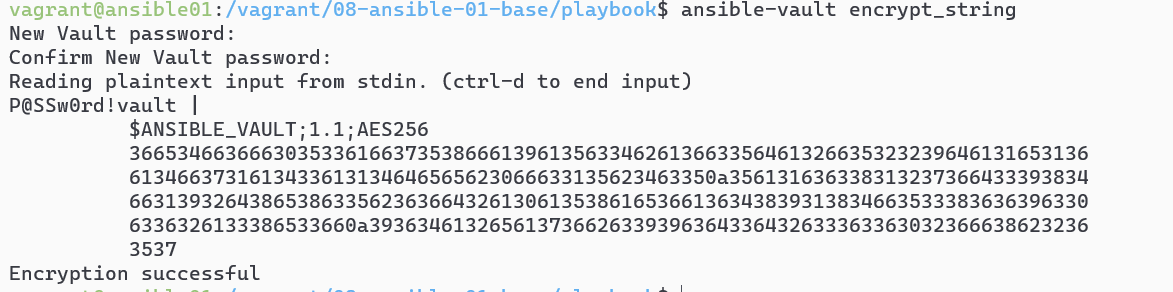 vagrant@ansible01:/vagrant/08-ansible-01-base/playbook$ ansible-vault encrypt_string
New Vault password:
Confirm New Vault password:
Reading plaintext input from stdin. (ctrl-d to end input)
P@SSw0rd!vault |
$ANSIBLE_VAULT;1.1;AES256
36653466366630353361663735386661396135633462613663356461326635323239646131653136
6134663731613433613134646565623066633135623463350a356131636338313237366433393834
66313932643865386335623636643261306135386165366136343839313834663533383636396330
6336326133386533660a393634613265613736626339393963643364326333633630323666386232 36
3537
Encryption successful